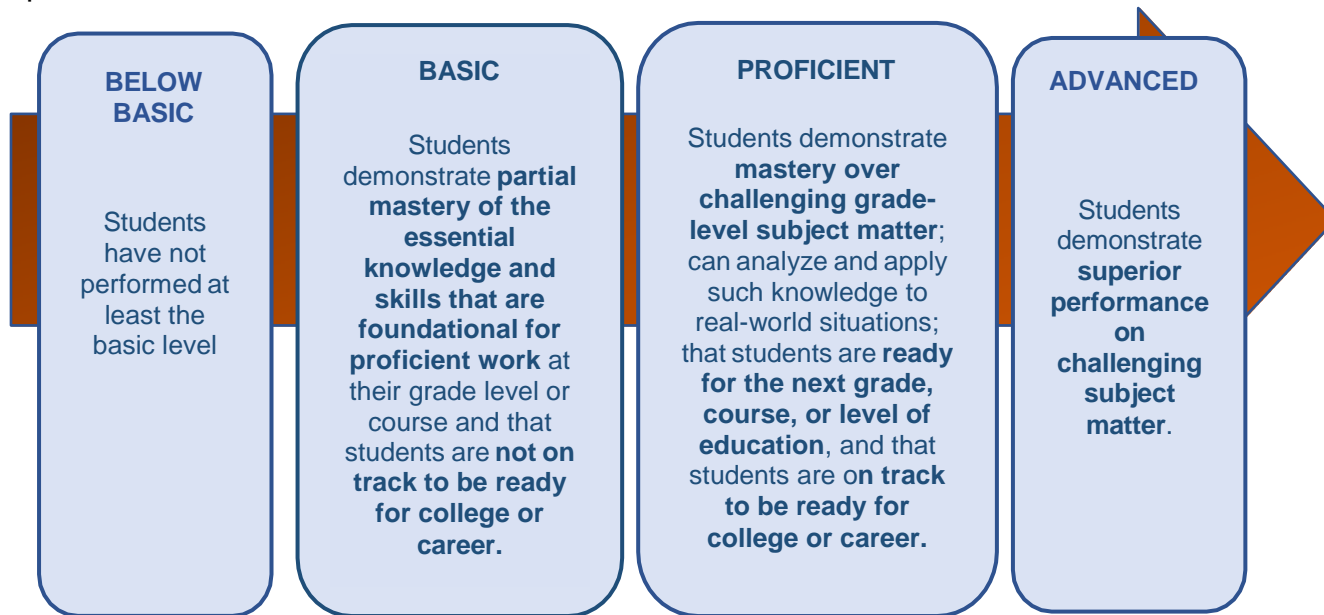 BELOW
BASIC
Students
have not
performed at
least the
basic level
BASIC
Students
demonstrate partial
mastery of the
essential
knowledge and
skills that are
foundational for
proficient work at
their grade level or
course and that
students are not on
track to be ready
for college or
career.
PROFICIENT
Students demonstrate
mastery over
challenging grade-
level subject matter;
can analyze and apply
such knowledge to
real-world situations;
that students are ready
for the next grade,
course, or level of
education, and that
students are on track
to be ready for
college or career.
ADVANCED
Students
demonstrate
superior
performance
on
challenging
subject
matter.